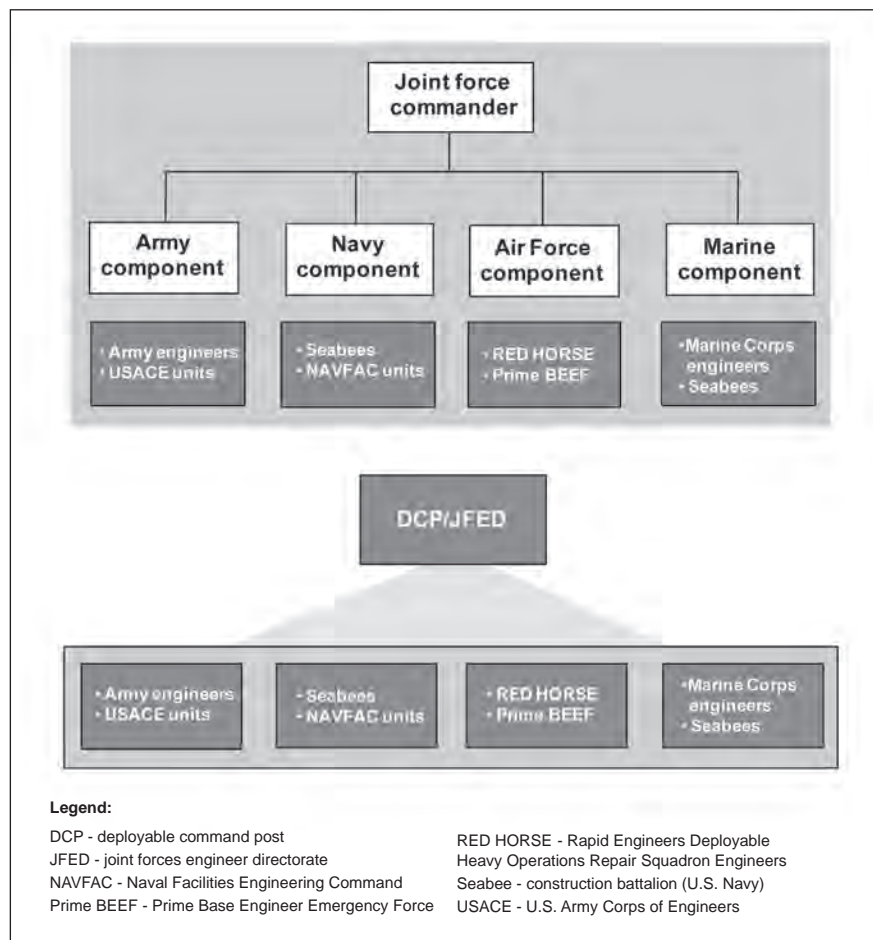 Joint force
commander
Army
component
Navy
component
Air Force
component
Marine
component
• Army engineers
• USACE units
• Seabees
• NAVFAC units
• RED HORSE
• Prime BEEF
•Marine Corps
engineers
• Seabees
DCP/JFED
• Army engineers
• USACE units
• Seabees
• NAVFAC units
• RED HORSE
• Prime BEEF
•Marine Corps
engineers
• Seabees
Legend:
DCP - deployable command post
JFED - joint forces engineer directorate
NAVFAC - Naval Facilities Engineering Command
Prime BEEF - Prime Base Engineer Emergency Force
RED HORSE - Rapid Engineers Deployable
Heavy Operations Repair Squadron Engineers
Seabee - construction battalion (U.S. Navy)
USACE - U.S. Army Corps of Engineers